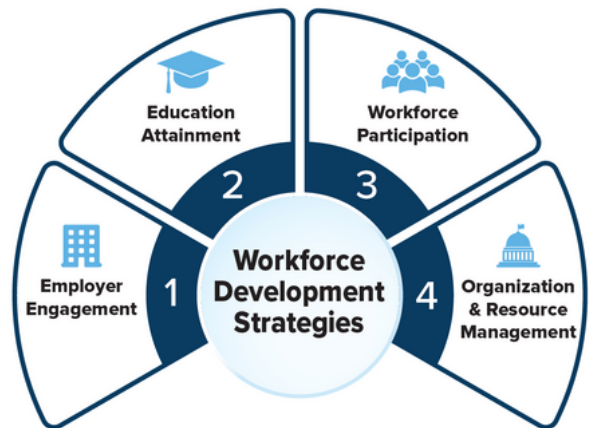 Employer
Engagement
1
Education
Attainment
2
Workforce
Participation
3
Organization
& Resource
Management
4
Workforce
Development
Strategies